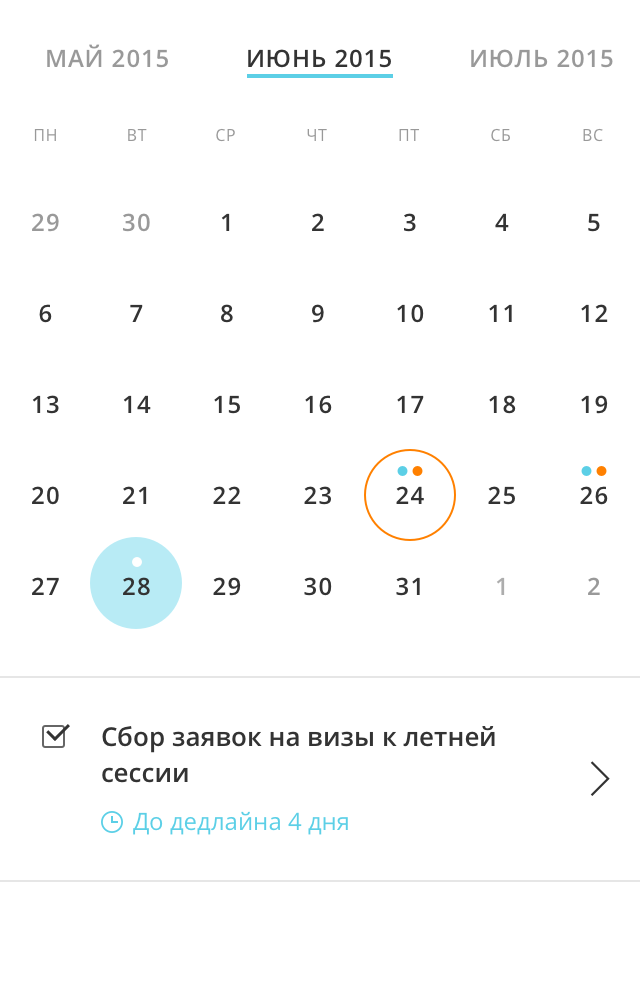 МАЙ 2015 ИЮНЬ 2015 ИЮЛЬ 2015
ПН ВТ СР ЧТ ПТ СБ ВС
29 30 1 2 3 4 5
6 7 8 9 10 11 12
13 14 15 16 17 18 19
20 21 22 23 24 25 26
27 28 29 30 31 1 2
Сбор заявок на визы к летней
сессии
До дедлайна 4 дня